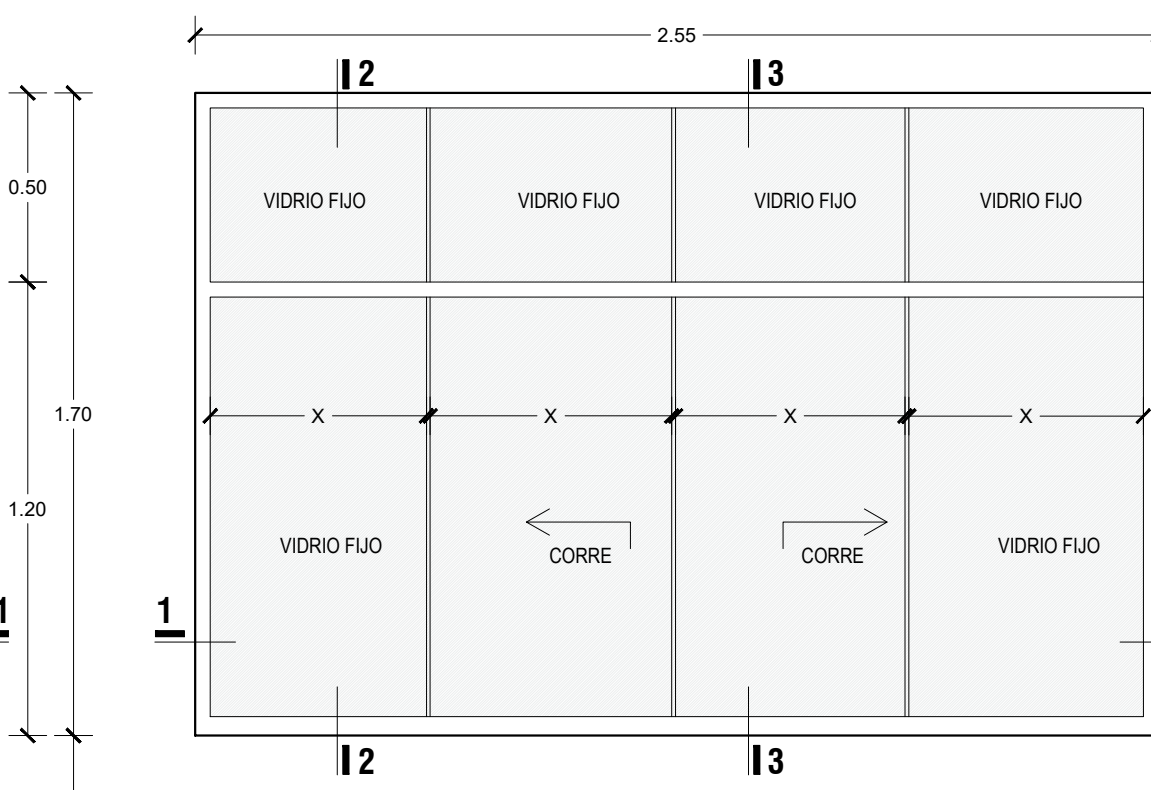 2.55
2
3
0.50
VIDRIO FIJO
VIDRIO FIJO
VIDRIO FIJO
VIDRIO FIJO
1.70
X
X
X
X
1.20
VIDRIO FIJO
CORRE
CORRE
VIDRIO FIJO
1
1
2
3